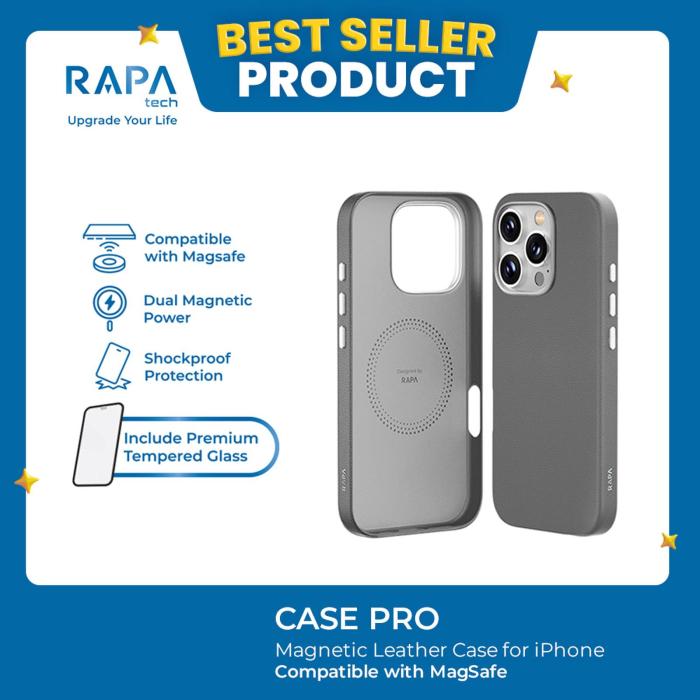 BEST SELLER
PRODUCT
RAPA
tech
Upgrade Your Life
Compatible
with Magsafe
Dual Magnetic
Power
Shockproof
Protection
Include Premium
Tempered Glass
Designed by
RAPA
RAPA
RAPA
CASE PRO
Magnetic Leather Case for iPhone
Compatible with MagSafe